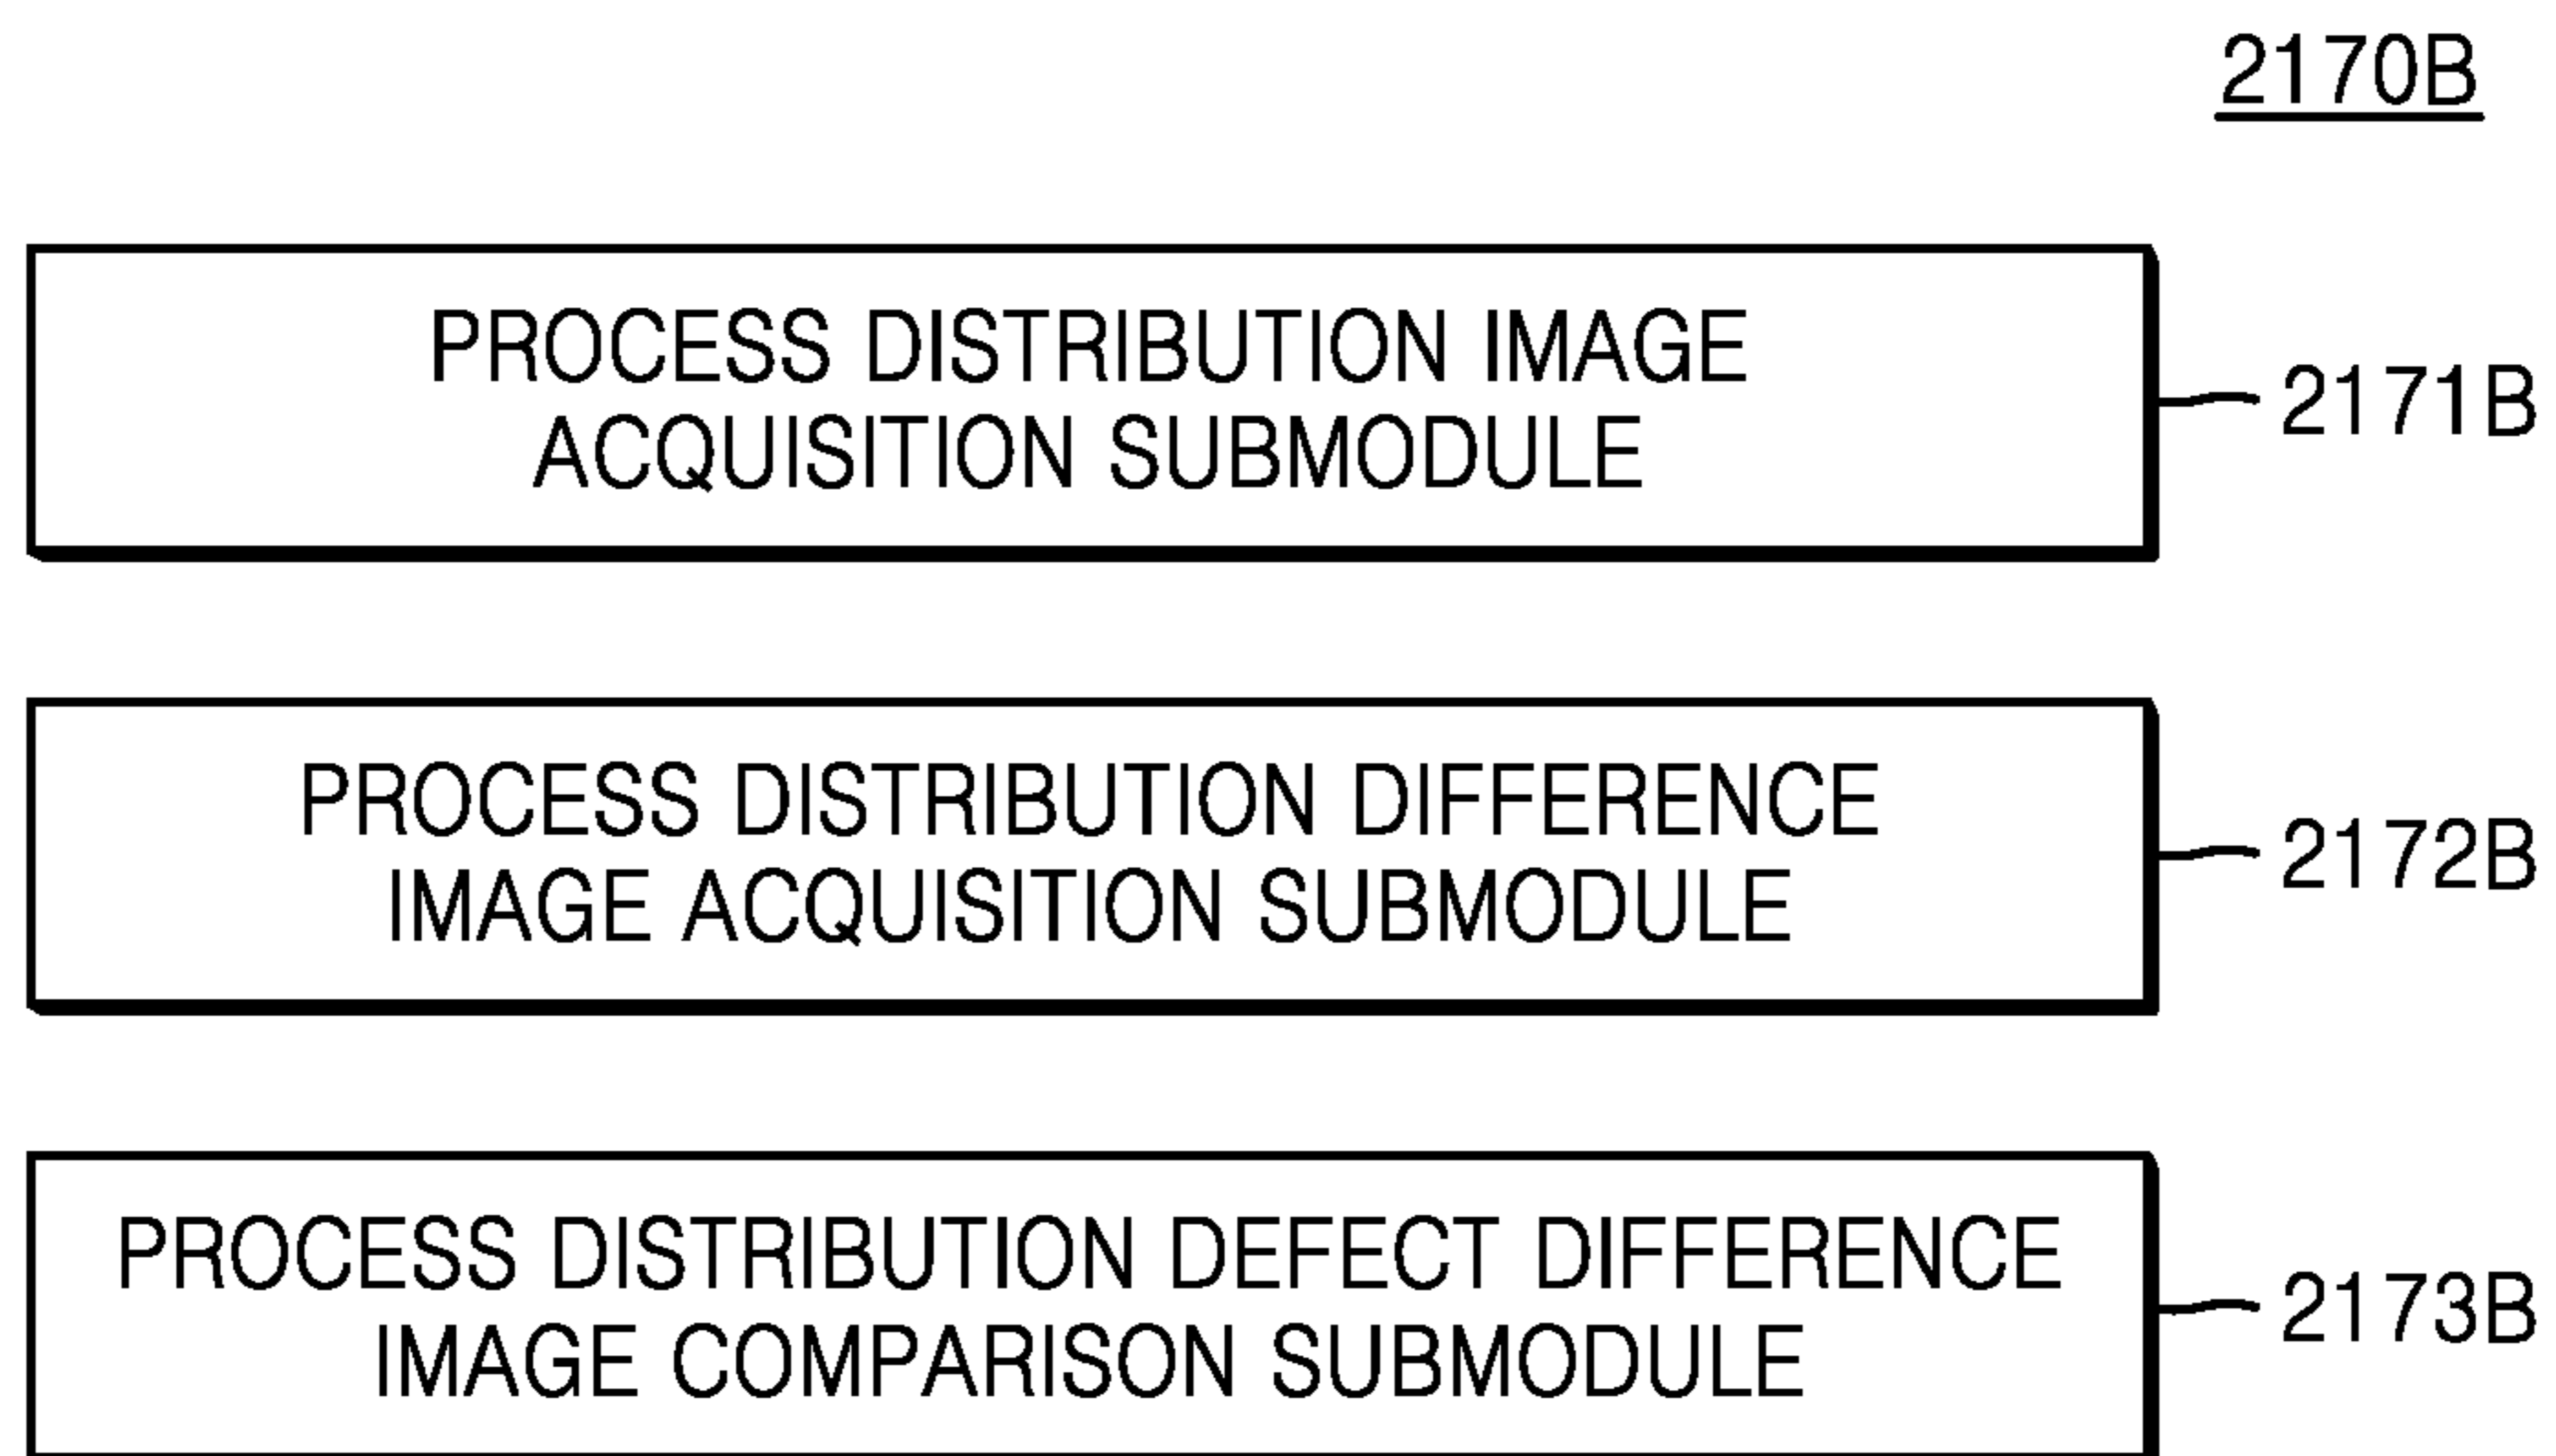 2170B
PROCESS DISTRIBUTION IMAGE
ACQUISITION SUBMODULE
2171B
PROCESS DISTRIBUTION DIFFERENCE
IMAGE ACQUISITION SUBMODULE
2172B
PROCESS DISTRIBUTION DEFECT DIFFERENCE
IMAGE COMPARISON SUBMODULE
2173B